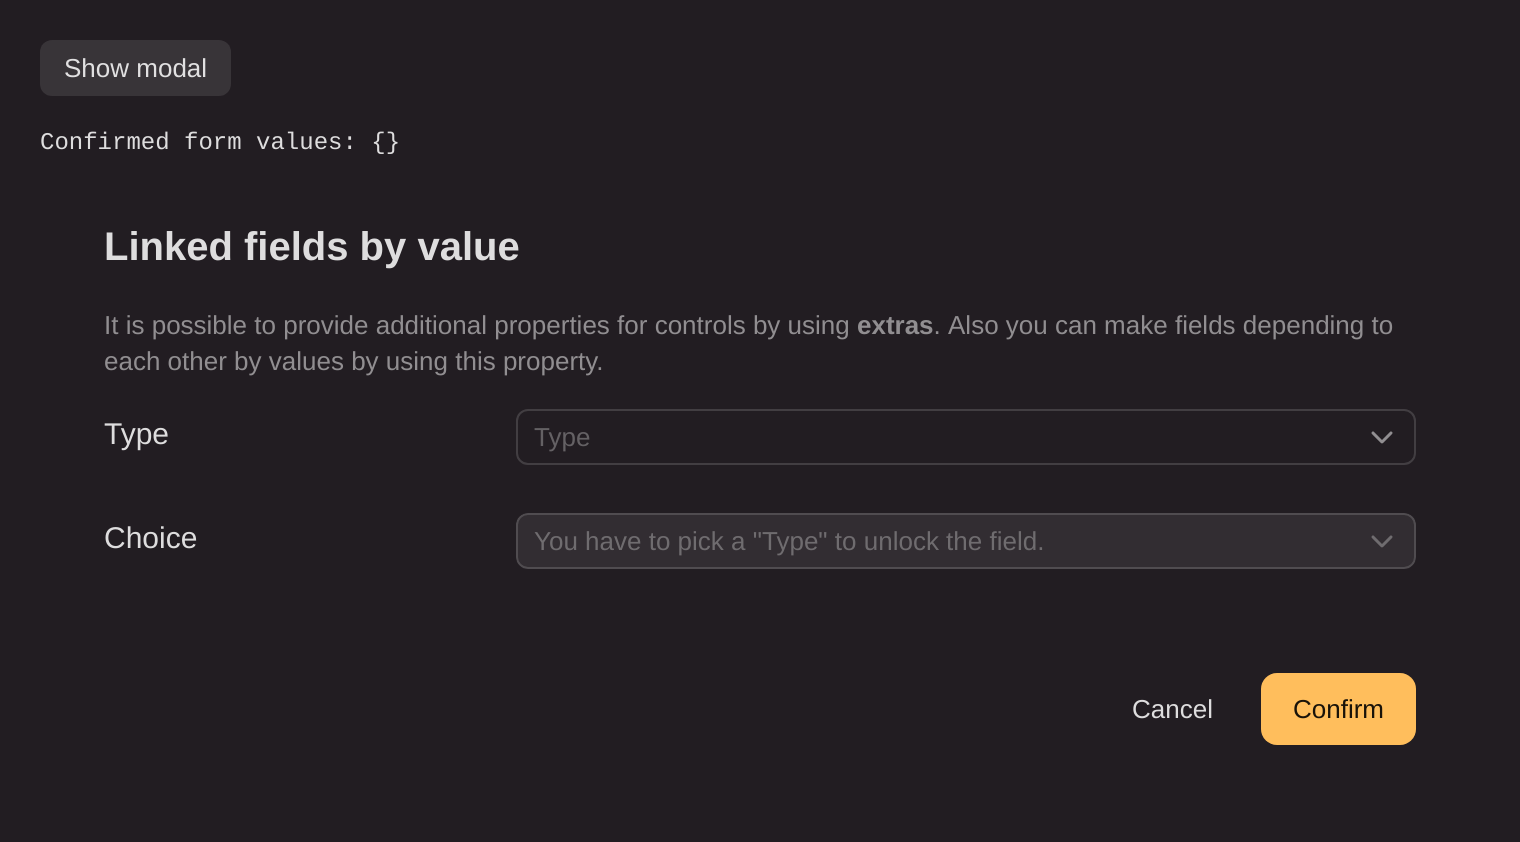 Show modal
Confirmed form values: {}
Linked fields by value
It is possible to provide additional properties for controls by using extras. Also you can make fields depending to
each other by values by using this property.
Type
Type
Choice
You have to pick a "Type" to unlock the field.
Cancel
Confirm